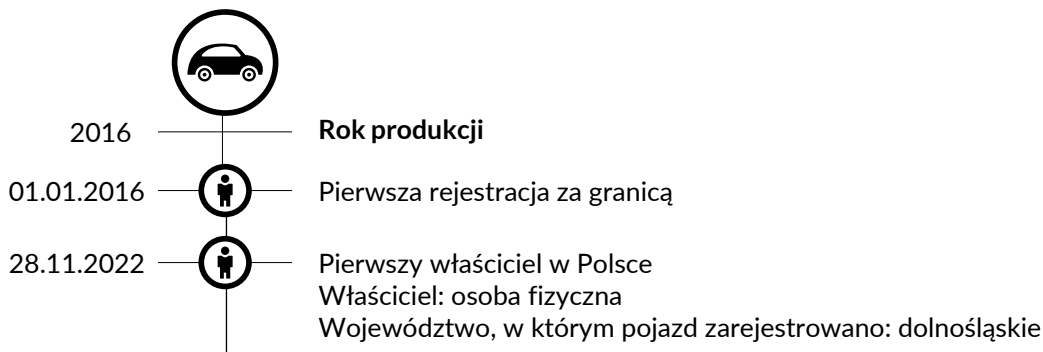 2016 Rok produkcji
01.01.2016 Pierwsza rejestracja za granicą
28.11.2022 Pierwszy właściciel w Polsce
Właściciel: osoba fizyczna
Województwo, w którym pojazd zarejestrowano: dolnośląskie